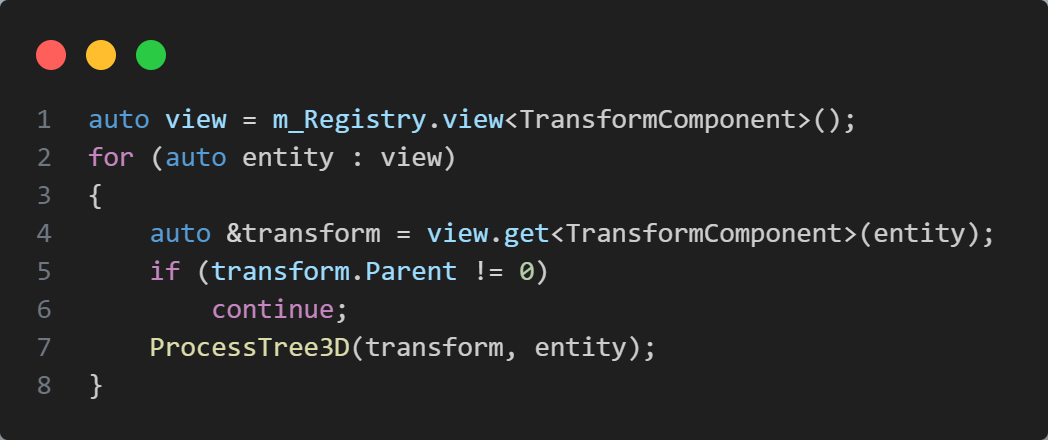 1 auto view = m_Registry.view<TransformComponent>();
2 for (auto entity : view)
3 {
4     auto &transform = view.get<TransformComponent>(entity);
5     if (transform.Parent != 0)
6         continue;
7     ProcessTree3D(transform, entity);
8 }